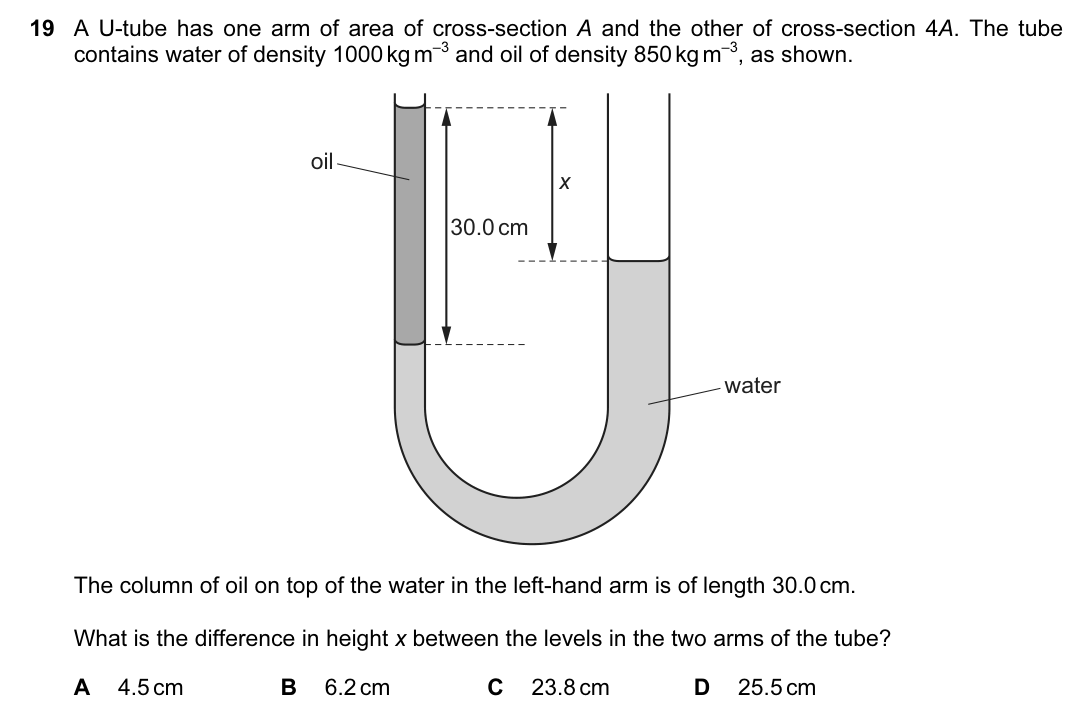 19 A U-tube has one arm of area of cross-section A and the other of cross-section 4A. The tube
contains water of density 1000 kg m⁻³ and oil of density 850 kg m⁻³, as shown.
oil
x
30.0 cm
water
The column of oil on top of the water in the left-hand arm is of length 30.0 cm.
What is the difference in height x between the levels in the two arms of the tube?
A 4.5 cm B 6.2 cm C 23.8 cm D 25.5 cm